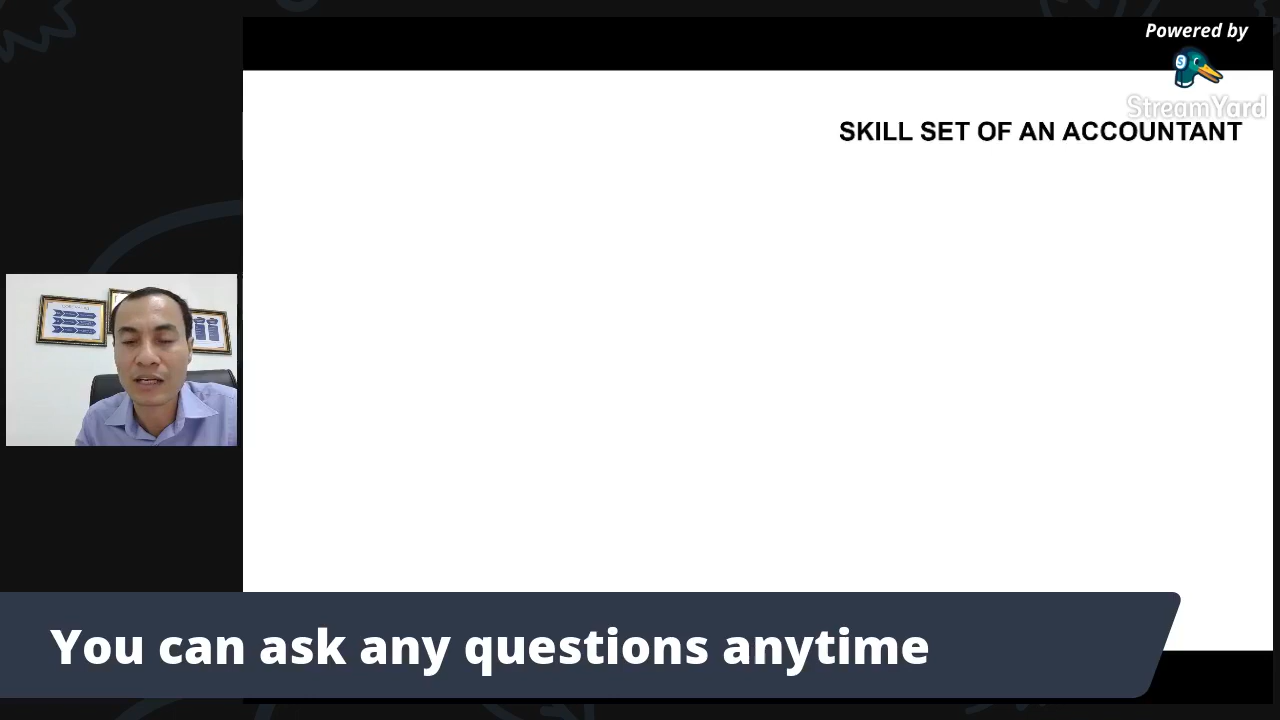 Powered by
StreamYard
SKILL SET OF AN ACCOUNTANT
You can ask any questions anytime